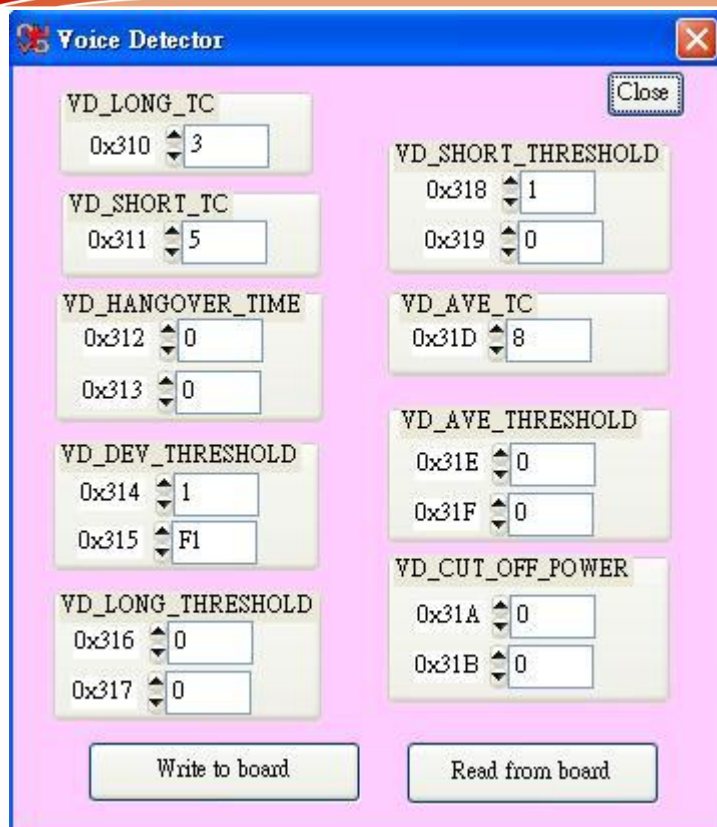 Voice Detector
Close
VD_LONG_TC
0x310 3
VD_SHORT_TC
0x311 5
VD_HANGOVER_TIME
0x312 0
0x313 0
VD_DEV_THRESHOLD
0x314 1
0x315 F1
VD_LONG_THRESHOLD
0x316 0
0x317 0
VD_SHORT_THRESHOLD
0x318 1
0x319 0
VD_AVE_TC
0x31D 8
VD_AVE_THRESHOLD
0x31E 0
0x31F 0
VD_CUT_OFF_POWER
0x31A 0
0x31B 0
Write to board
Read from board